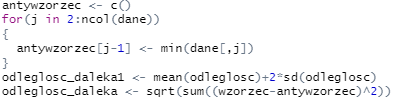 antywzorzec <- c()
for(j in 2:ncol(dane))
{
  antywzorzec[j-1] <- min(dane[,j])
}
odleglosc_daleka1 <- mean(odleglosc)+2*sd(odleglosc)
odleglosc_daleka <- sqrt(sum((wzorzec-antywzorzec)^2))